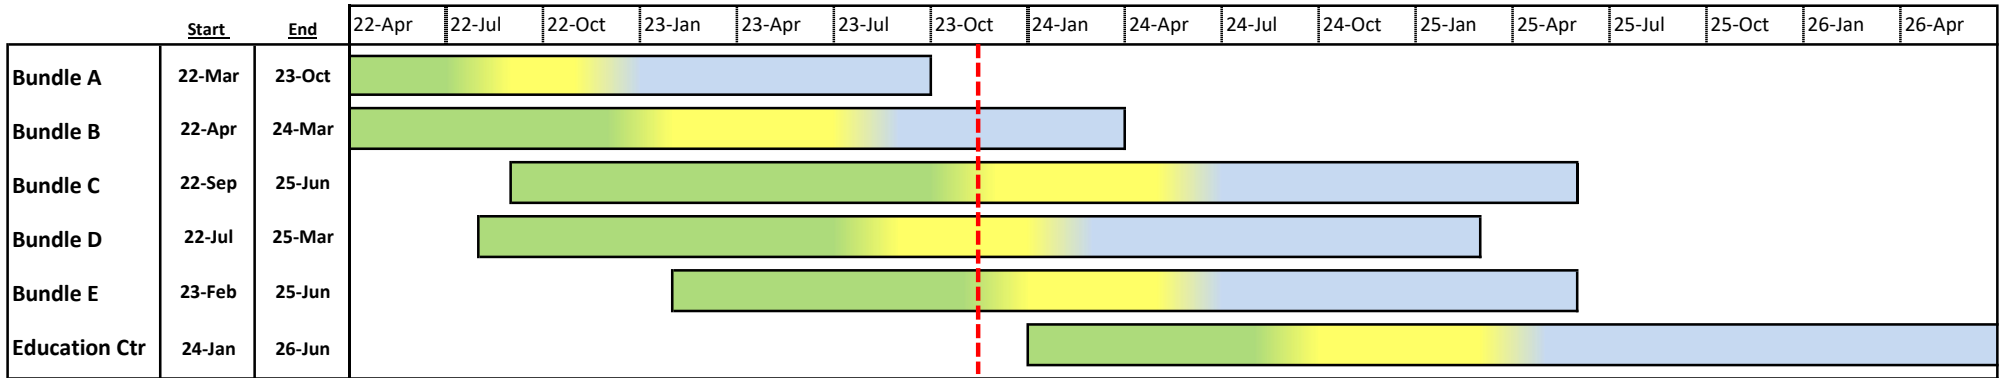 Start End 22-Apr 22-Jul 22-Oct 23-Jan 23-Apr 23-Jul 23-Oct 24-Jan 24-Apr 24-Jul 24-Oct 25-Jan 25-Apr 25-Jul 25-Oct 26-Jan 26-Apr
Bundle A 22-Mar 23-Oct
Bundle B 22-Apr 24-Mar
Bundle C 22-Sep 25-Jun
Bundle D 22-Jul 25-Mar
Bundle E 23-Feb 25-Jun
Education Ctr 24-Jan 26-Jun